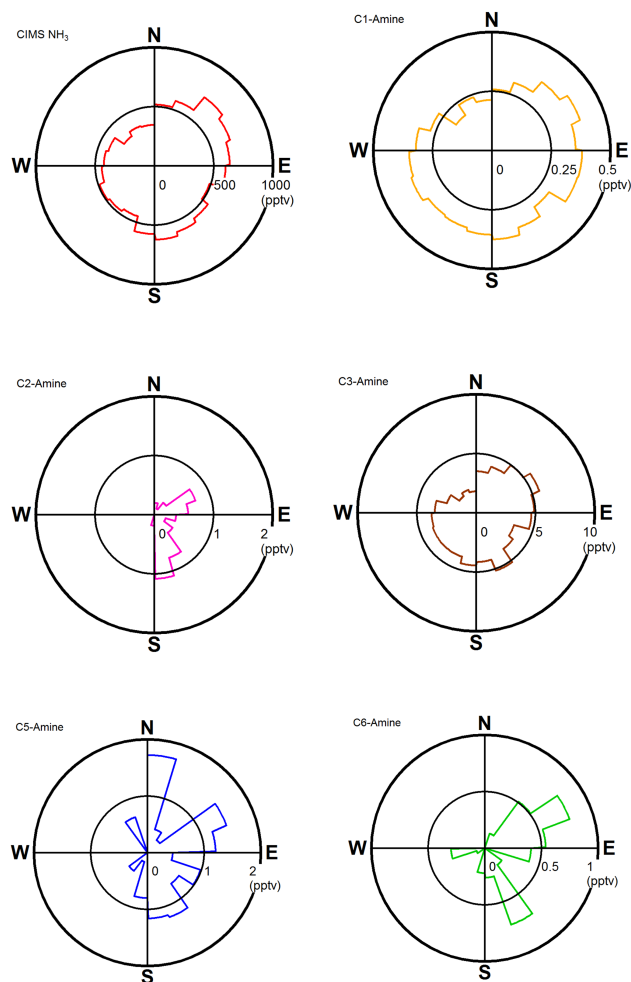 CIMS NH₃
N
W
E
S
0
500
1000
(pptv)
C1-Amine
N
W
E
S
0
0.25
0.5
(pptv)
C2-Amine
N
W
E
S
0
1
2
(pptv)
C3-Amine
N
W
E
S
0
5
10
(pptv)
C5-Amine
N
W
E
S
0
1
2
(pptv)
C6-Amine
N
W
E
S
0
0.5
1
(pptv)